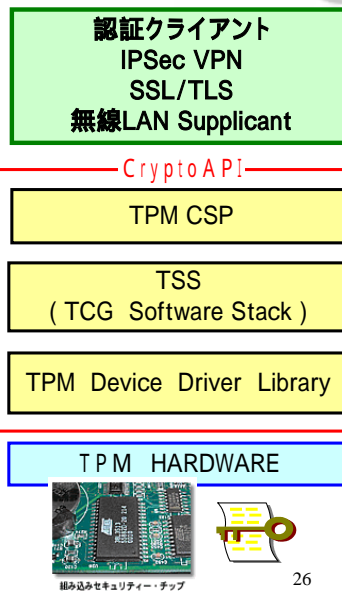 認証クライアント
IPSec VPN
SSL/TLS
無線LAN Supplicant
CryptoAPI
TPM CSP
TSS
( TCG Software Stack )
TPM Device Driver Library
TPM HARDWARE
組み込みセキュリティー・チップ
26